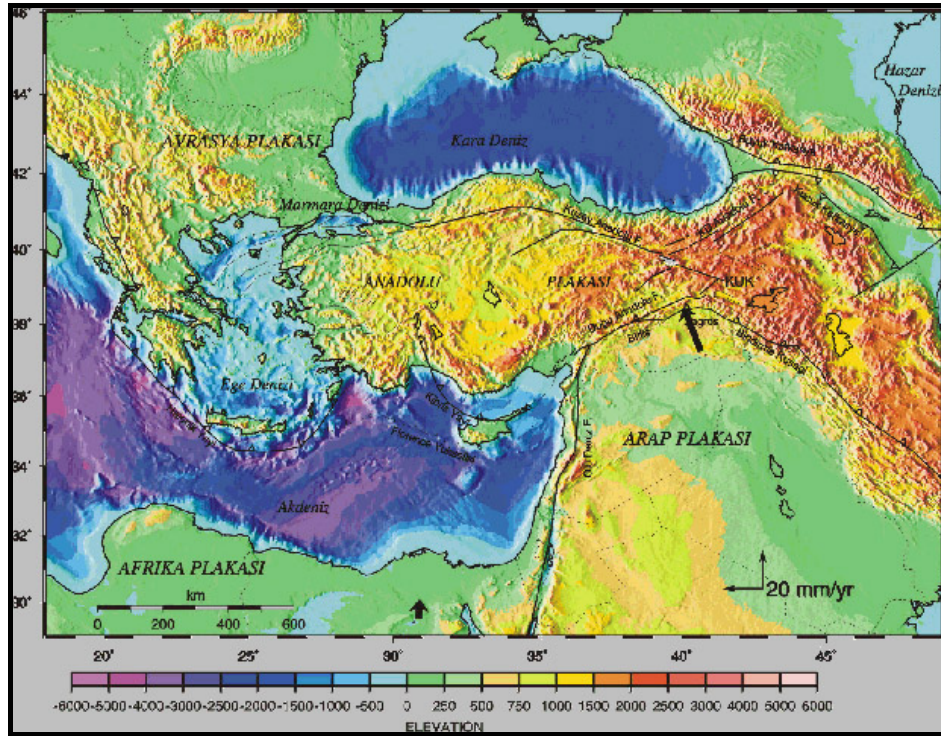 46˚
44˚
42˚
40˚
38˚
36˚
34˚
32˚
30˚
Hazar
Denizi
AVRASYA PLAKASI
Kara Deniz
Marmara Denizi
ANADOLU
PLAKASI
KUK
Ege Denizi
Bitlis
Zagros
ARAP PLAKASI
Akdeniz
AFRIKA PLAKASI
km
0 200 400 600
20 mm/yr
20˚ 25˚ 30˚ 35˚ 40˚ 45˚
-6000 -5000 -4000 -3000 -2500 -2000 -1500 -1000 -500 0 250 500 750 1000 1500 2000 2500 3000 4000 5000 6000
ELEVATION